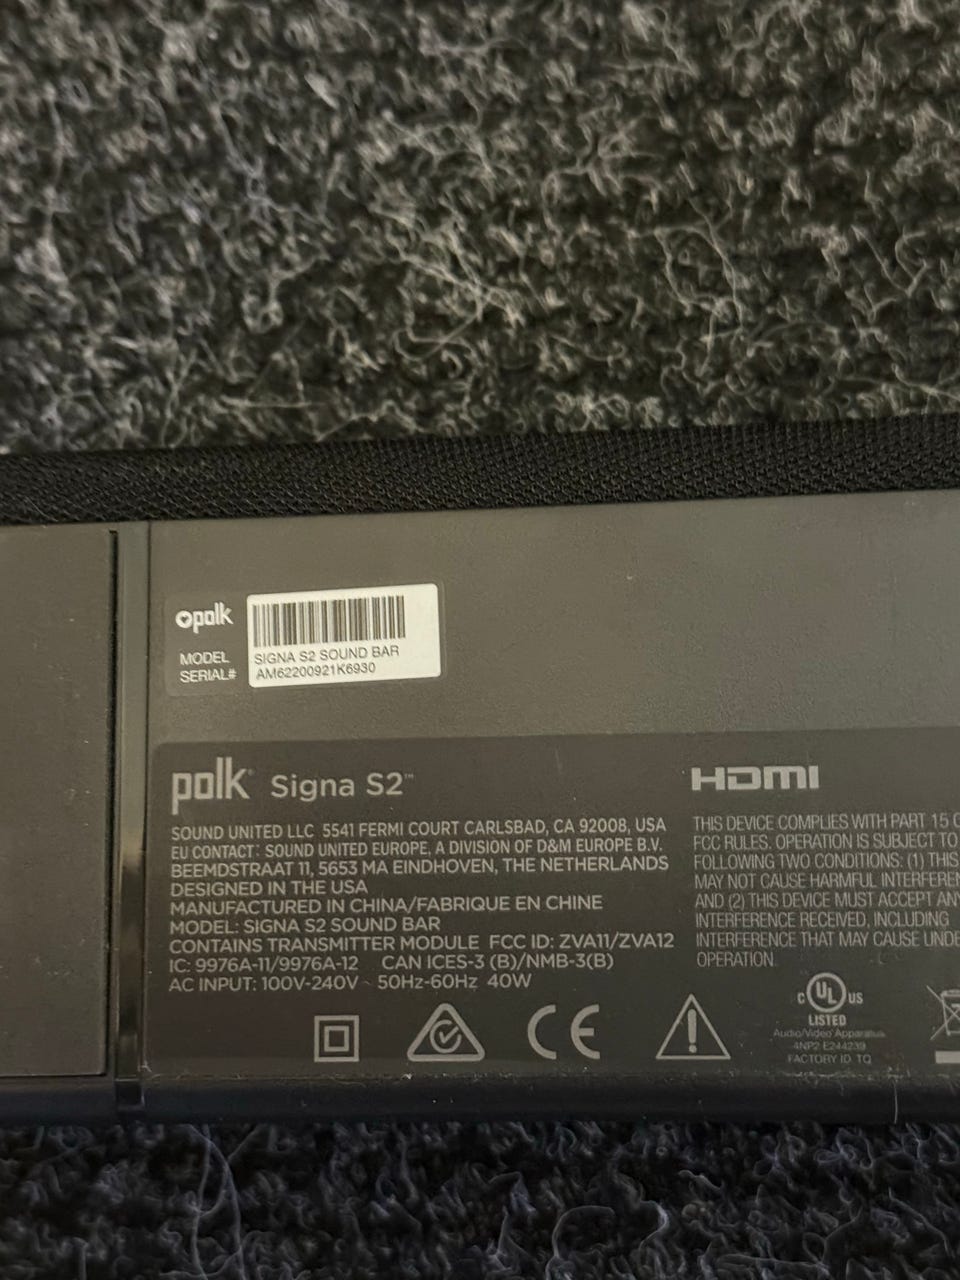 polk
MODEL SIGNA S2 SOUND BAR
SERIAL# AM62200921K6930
polk Signa S2™
SOUND UNITED LLC 5541 FERMI COURT CARLSBAD, CA 92008, USA
EU CONTACT: SOUND UNITED EUROPE, A DIVISION OF D&M EUROPE B.V.
BEEMDSTRAAT 11, 5653 MA EINDHOVEN, THE NETHERLANDS
DESIGNED IN THE USA
MANUFACTURED IN CHINA/FABRIQUE EN CHINE
MODEL: SIGNA S2 SOUND BAR
CONTAINS TRANSMITTER MODULE FCC ID: ZVA11/ZVA12
IC: 9976A-11/9976A-12 CAN ICES-3 (B)/NMB-3(B)
AC INPUT: 100V-240V ~ 50Hz-60Hz 40W
HDMI
THIS DEVICE COMPLIES WITH PART 15
FCC RULES. OPERATION IS SUBJECT TO
FOLLOWING TWO CONDITIONS: (1) THIS
MAY NOT CAUSE HARMFUL INTERFEREN
AND (2) THIS DEVICE MUST ACCEPT ANY
INTERFERENCE RECEIVED, INCLUDING
INTERFERENCE THAT MAY CAUSE UNDE
OPERATION.
CE
C UL US
LISTED
Audio/Video Apparatus
4NP2 E244239
FACTORY ID TQ